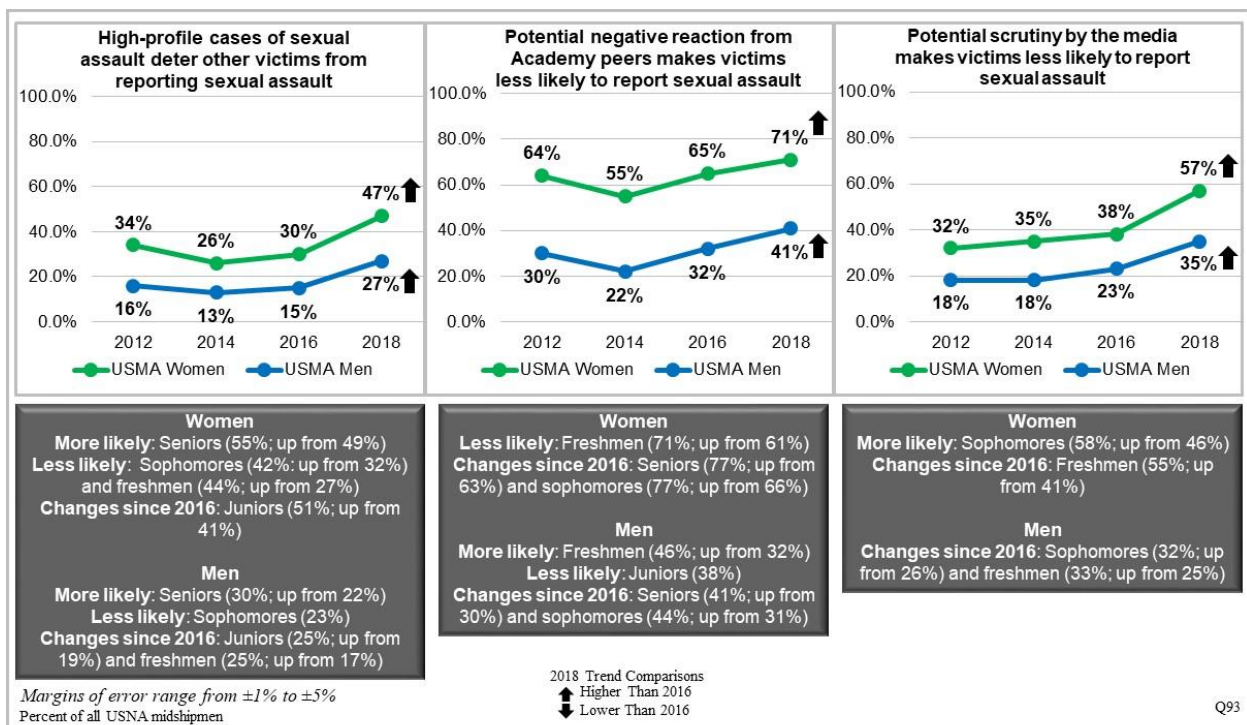 High-profile cases of sexual
assault deter other victims from
reporting sexual assault
100.0%
80.0%
60.0%
40.0%
20.0%
0.0%
34%
26%
30%
47%
16%
13%
15%
27%
2012 2014 2016 2018
USMA Women USMA Men
Potential negative reaction from
Academy peers makes victims
less likely to report sexual assault
100.0%
80.0%
60.0%
40.0%
20.0%
0.0%
64%
55%
65%
71%
30%
22%
32%
41%
2012 2014 2016 2018
USMA Women USMA Men
Potential scrutiny by the media
makes victims less likely to report
sexual assault
100.0%
80.0%
60.0%
40.0%
20.0%
0.0%
32%
35%
38%
57%
18%
18%
23%
35%
2012 2014 2016 2018
USMA Women USMA Men
Women
More likely: Seniors (55%; up from 49%)
Less likely: Sophomores (42%: up from 32%)
and freshmen (44%; up from 27%)
Changes since 2016: Juniors (51%; up from
41%)
Men
More likely: Seniors (30%; up from 22%)
Less likely: Sophomores (23%)
Changes since 2016: Juniors (25%; up from
19%) and freshmen (25%; up from 17%)
Women
Less likely: Freshmen (71%; up from 61%)
Changes since 2016: Seniors (77%; up from
63%) and sophomores (77%; up from 66%)
Men
More likely: Freshmen (46%; up from 32%)
Less likely: Juniors (38%)
Changes since 2016: Seniors (41%; up from
30%) and sophomores (44%; up from 31%)
Women
More likely: Sophomores (58%; up from 46%)
Changes since 2016: Freshmen (55%; up
from 41%)
Men
Changes since 2016: Sophomores (32%; up
from 26%) and freshmen (33%; up from 25%)
Margins of error range from ±1% to ±5%
Percent of all USNA midshipmen
2018 Trend Comparisons
Higher Than 2016
Lower Than 2016
Q93